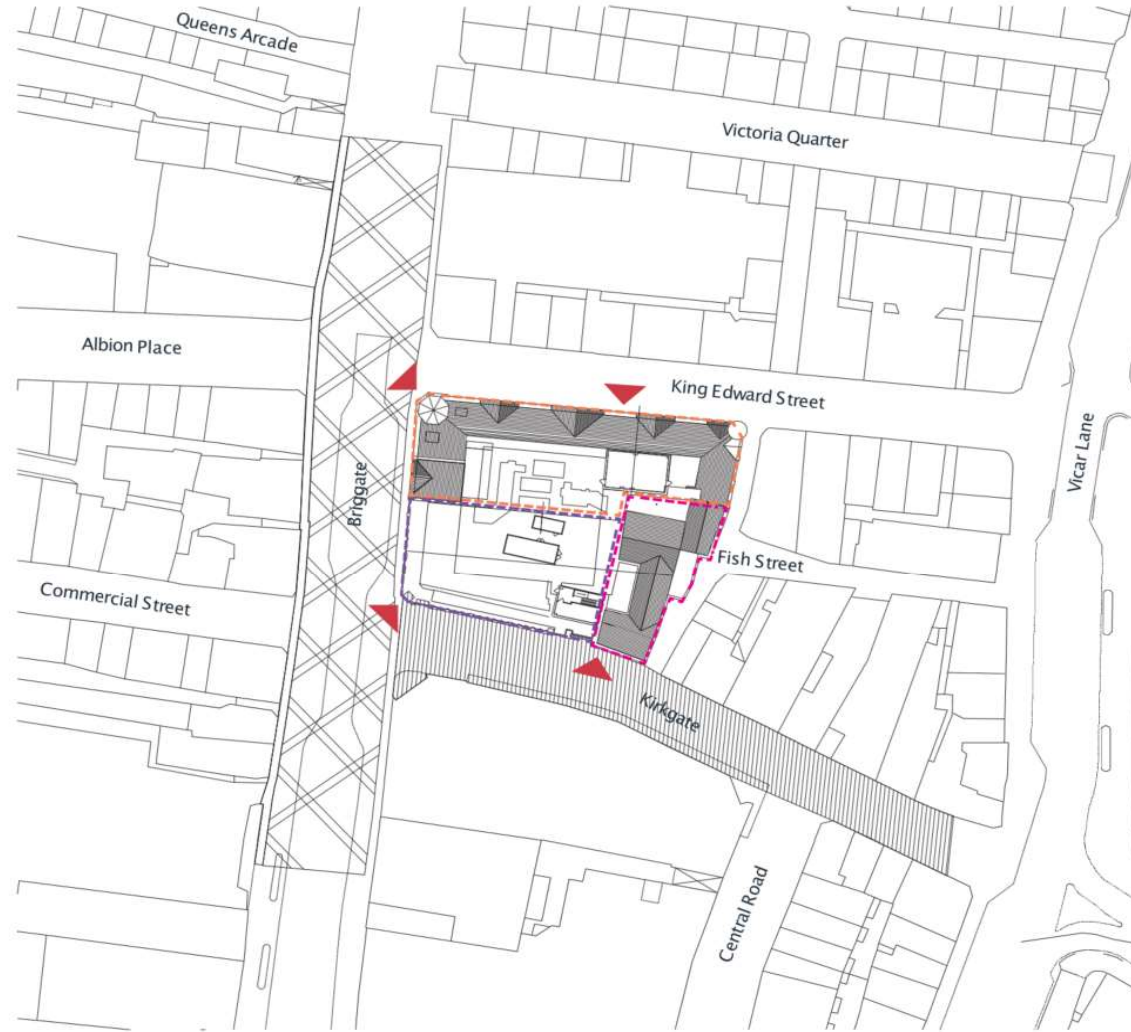 Queens Arcade
Victoria Quarter
Albion Place
King Edward Street
Vicar Lane
Briggate
Fish Street
Commercial Street
Kirkgate
Central Road